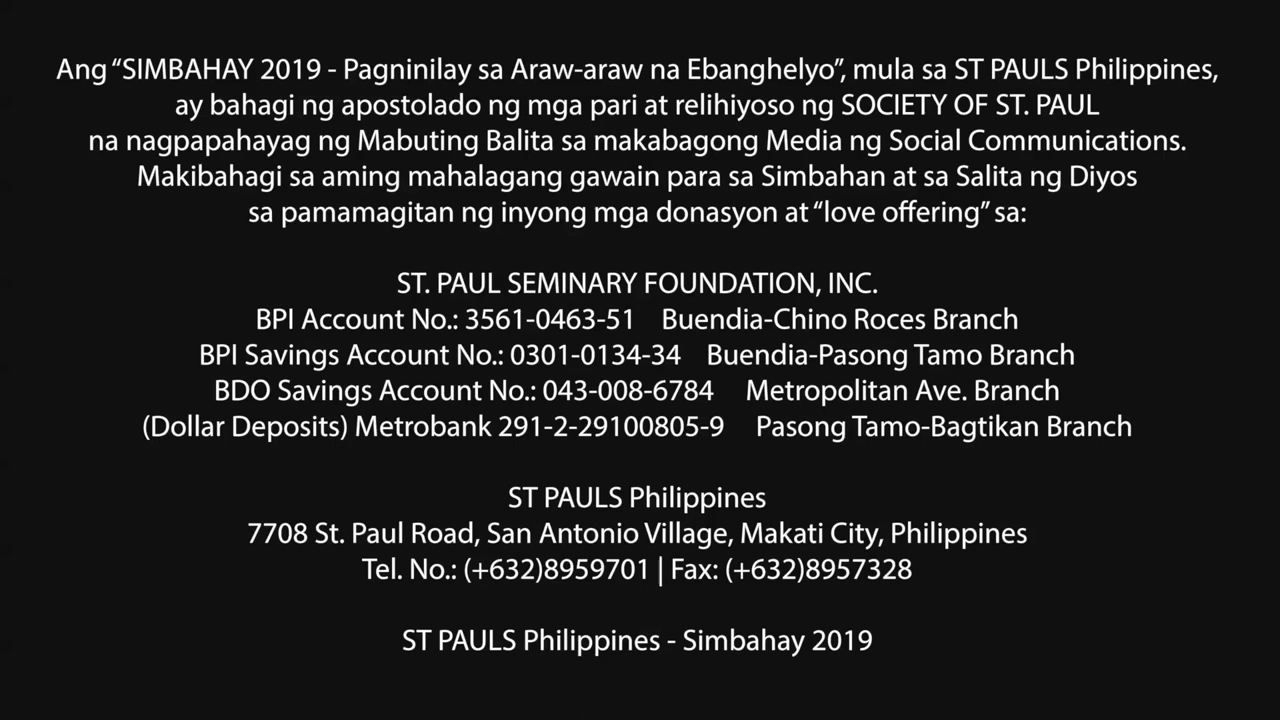 Ang “SIMBAHAY 2019 - Pagninilay sa Araw-araw na Ebanghelyo”, mula sa ST PAULS Philippines,
ay bahagi ng apostolado ng mga pari at relihiyoso ng SOCIETY OF ST. PAUL
na nagpapahayag ng Mabuting Balita sa makabagong Media ng Social Communications.
Makibahagi sa aming mahalagang gawain para sa Simbahan at sa Salita ng Diyos
sa pamamagitan ng inyong mga donasyon at “love offering” sa:
ST. PAUL SEMINARY FOUNDATION, INC.
BPI Account No.: 3561-0463-51 Buendia-Chino Roces Branch
BPI Savings Account No.: 0301-0134-34 Buendia-Pasong Tamo Branch
BDO Savings Account No.: 043-008-6784 Metropolitan Ave. Branch
(Dollar Deposits) Metrobank 291-2-29100805-9 Pasong Tamo-Bagtikan Branch
ST PAULS Philippines
7708 St. Paul Road, San Antonio Village, Makati City, Philippines
Tel. No.: (+632)8959701 | Fax: (+632)8957328
ST PAULS Philippines - Simbahay 2019